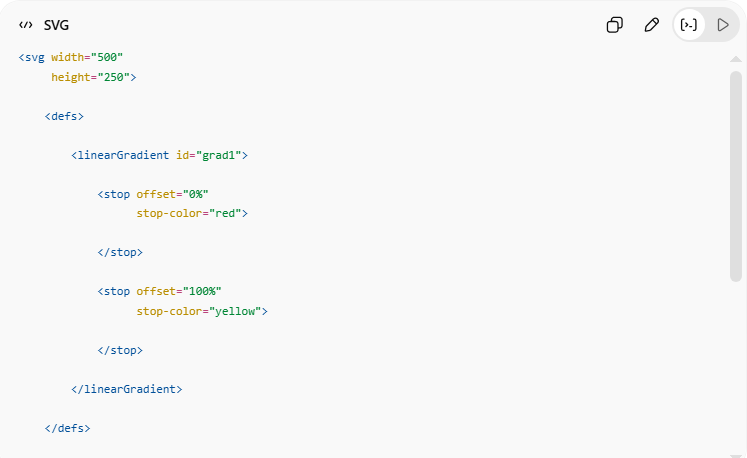 SVG
<svg width="500"
     height="250">
    <defs>
        <linearGradient id="grad1">
            <stop offset="0%"
                  stop-color="red">
            </stop>
            <stop offset="100%"
                  stop-color="yellow">
            </stop>
        </linearGradient>
    </defs>